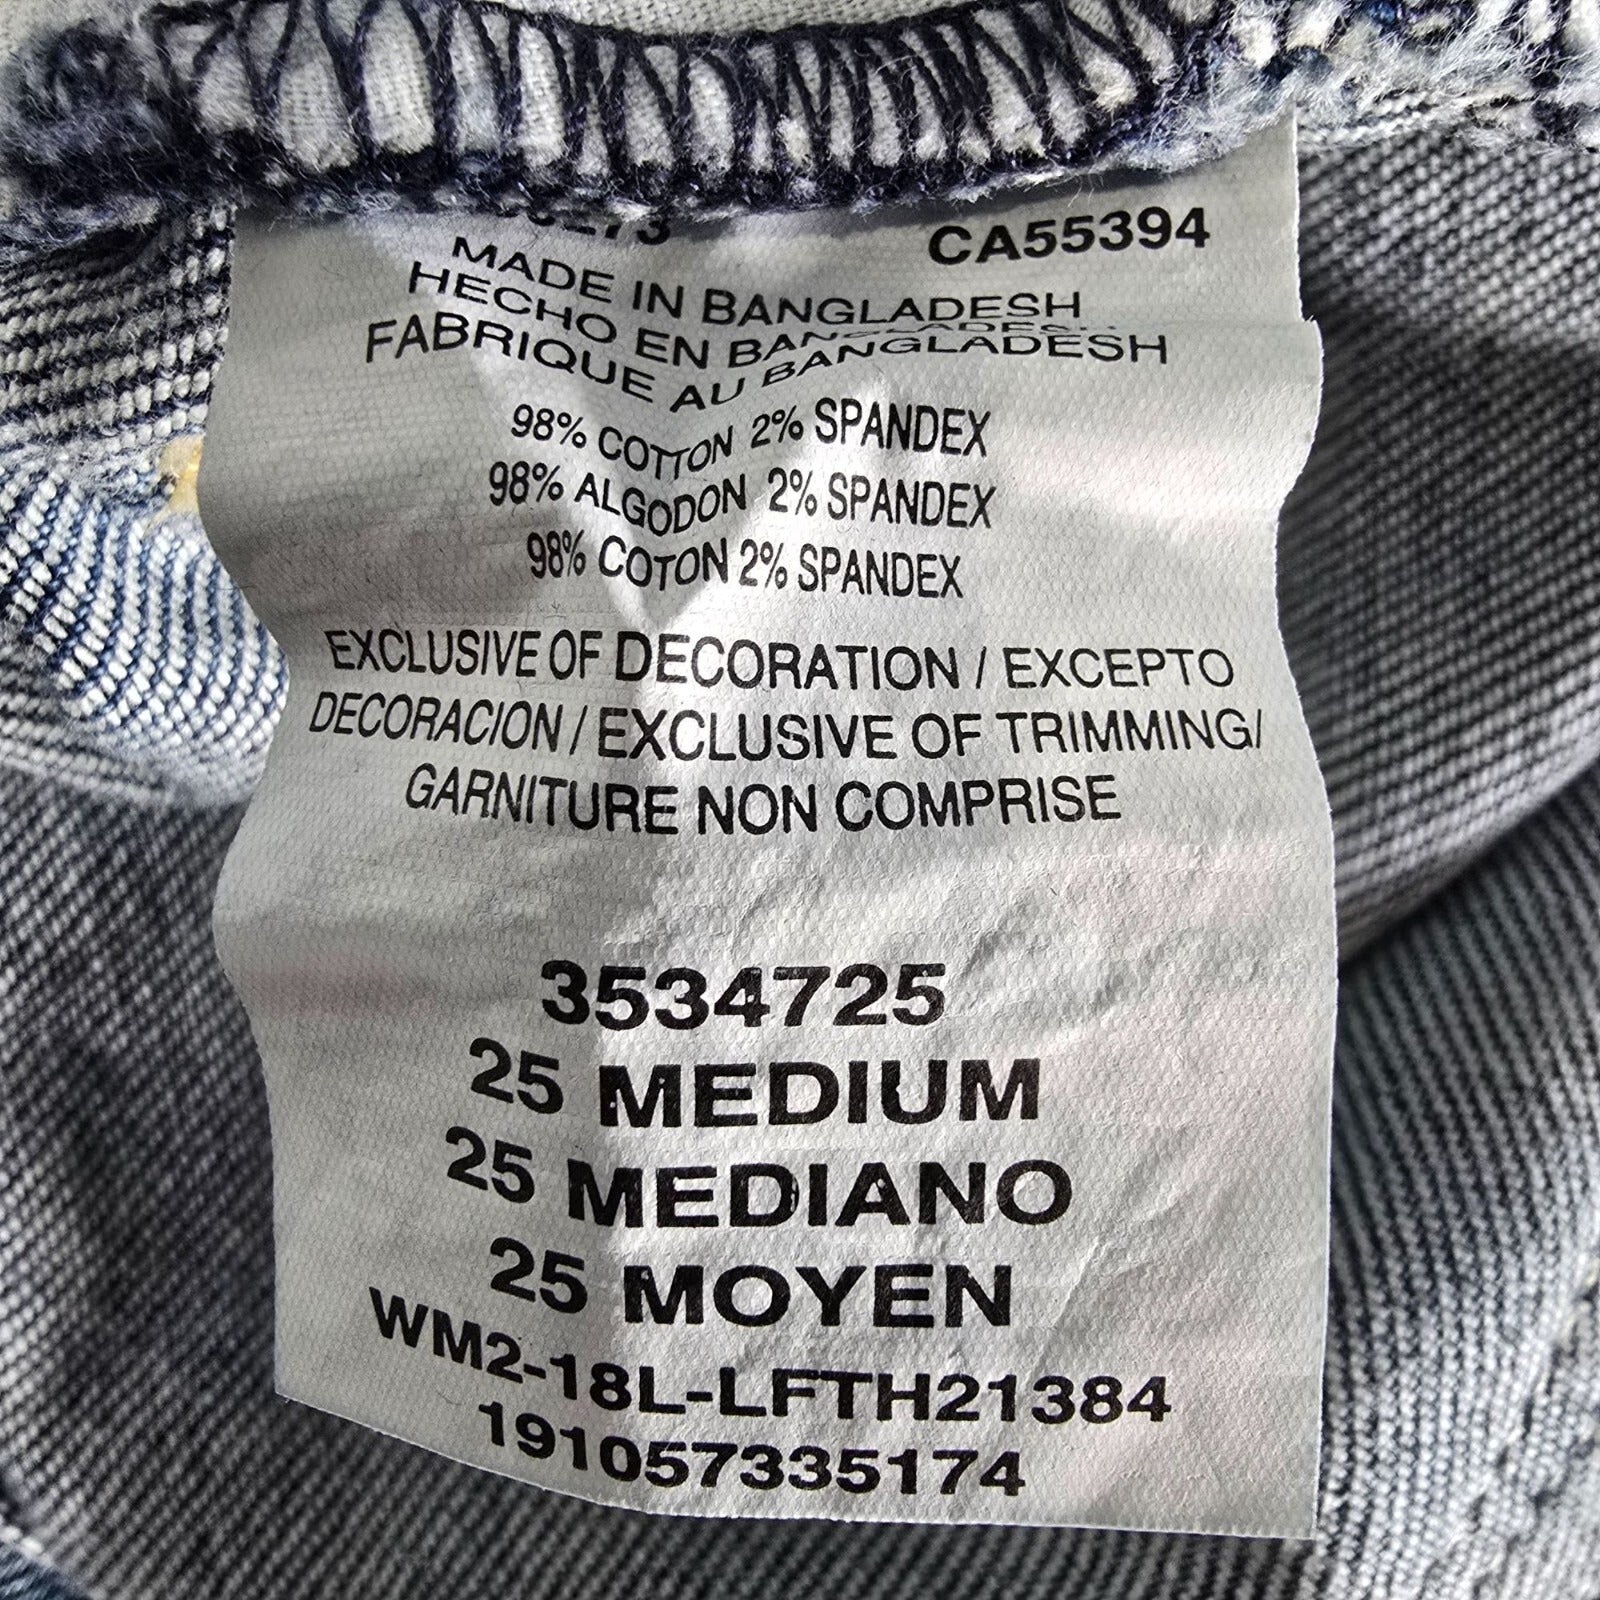 CA55394
MADE IN BANGLADESH
HECHO EN BANGLADESH
FABRIQUE AU BANGLADESH
98% COTTON 2% SPANDEX
98% ALGODON 2% SPANDEX
98% COTON 2% SPANDEX
EXCLUSIVE OF DECORATION / EXCEPTO
DECORACION / EXCLUSIVE OF TRIMMING/
GARNITURE NON COMPRISE
3534725
25 MEDIUM
25 MEDIANO
25 MOYEN
WM2-18L-LFTH21384
191057335174